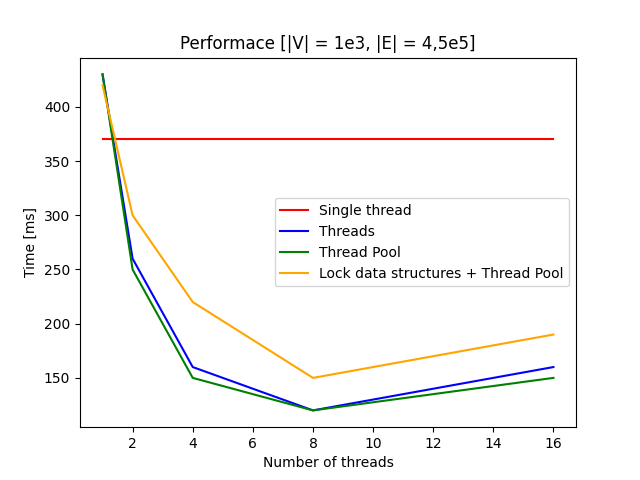 Performace [|V| = 1e3, |E| = 4,5e5]
Time [ms]
400
350
300
250
200
150
Single thread
Threads
Thread Pool
Lock data structures + Thread Pool
2 4 6 8 10 12 14 16
Number of threads